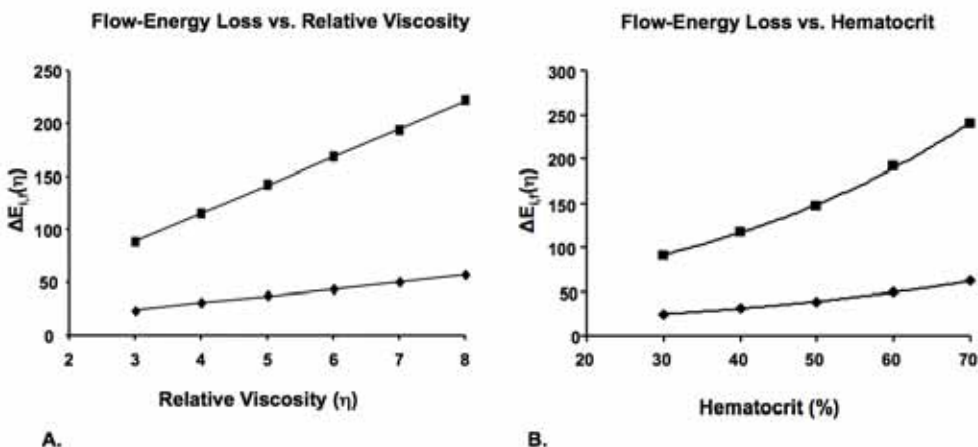 Flow-Energy Loss vs. Relative Viscosity
250
200
150
100
50
0
2 3 4 5 6 7 8
ΔEi,f(η)
Relative Viscosity (η)
A.
Flow-Energy Loss vs. Hematocrit
300
250
200
150
100
50
0
20 30 40 50 60 70
ΔEi,f(η)
Hematocrit (%)
B.